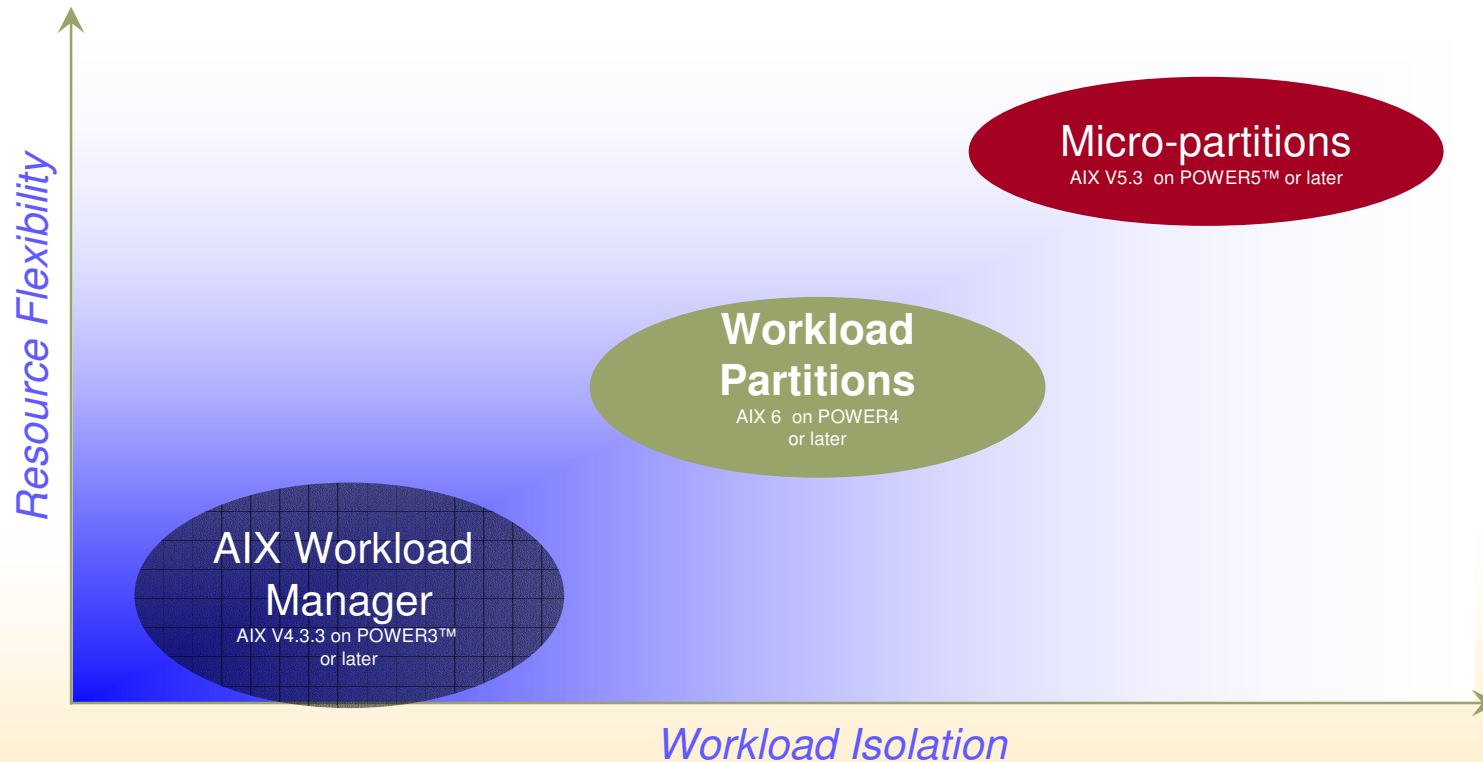 Resource Flexibility
Micro-partitions
AIX V5.3 on POWER5™ or later
Workload
Partitions
AIX 6 on POWER4
or later
AIX Workload
Manager
AIX V4.3.3 on POWER3™
or later
Workload Isolation